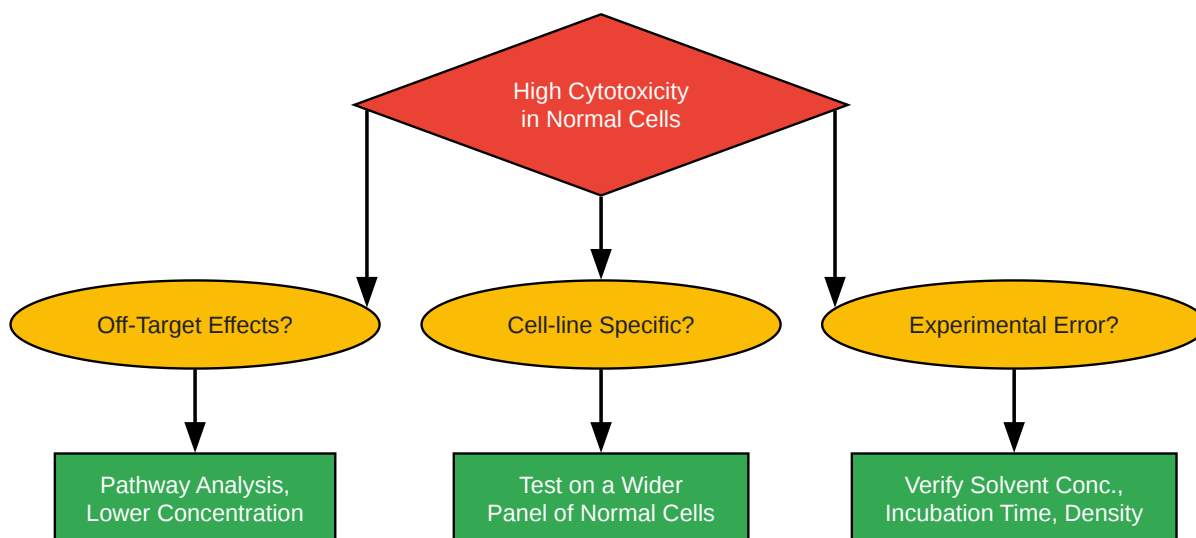 High Cytotoxicity
in Normal Cells
Off-Target Effects?
Cell-line Specific?
Experimental Error?
Pathway Analysis,
Lower Concentration
Test on a Wider
Panel of Normal Cells
Verify Solvent Conc.,
Incubation Time, Density